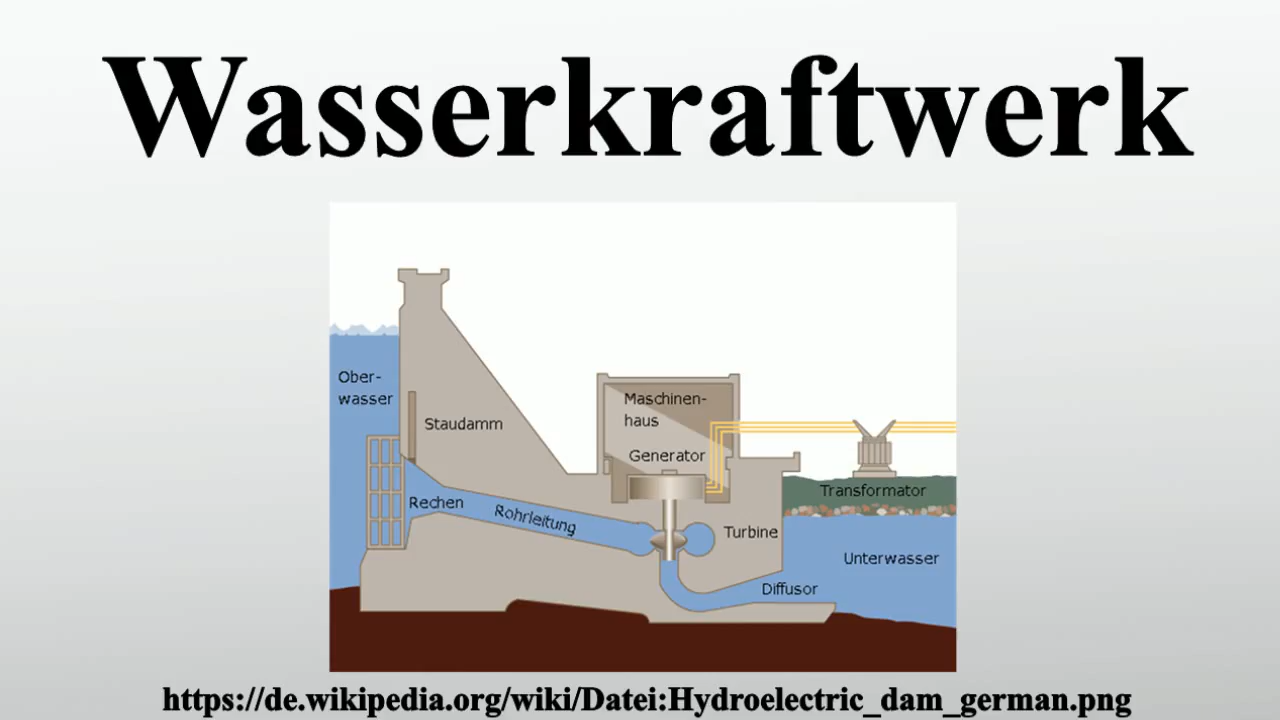 Wasserkraftwerk
Ober-
wasser
Staudamm
Maschinen-
haus
Generator
Rechen
Rohrleitung
Transformator
Turbine
Unterwasser
Diffusor
https://de.wikipedia.org/wiki/Datei:Hydroelectric_dam_german.png